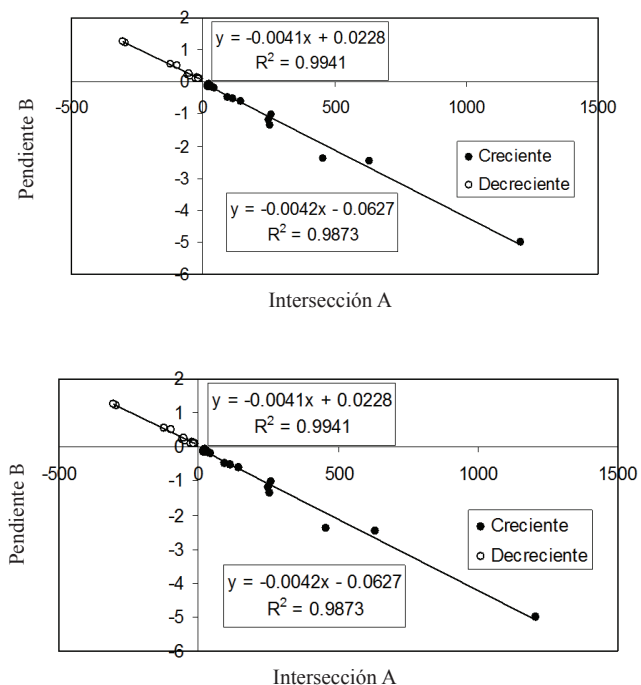 2
1
0
-1
-2
-3
-4
-5
-6
-500 0 500 1000 1500
Pendiente B
y = -0.0041x + 0.0228
R² = 0.9941
Creciente
Decreciente
y = -0.0042x - 0.0627
R² = 0.9873
Intersección A
2
1
0
-1
-2
-3
-4
-5
-6
-500 0 500 1000 1500
Pendiente B
y = -0.0041x + 0.0228
R² = 0.9941
Creciente
Decreciente
y = -0.0042x - 0.0627
R² = 0.9873
Intersección A